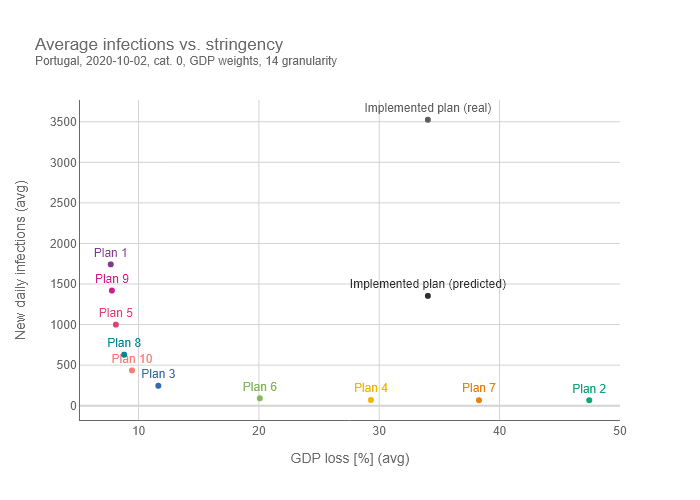 Average infections vs. stringency
Portugal, 2020-10-02, cat. 0, GDP weights, 14 granularity
Implemented plan (real)
3500
3000
2500
2000
Plan 1
Plan 9
1500
Implemented plan (predicted)
Plan 5
1000
Plan 8
Plan 10
500
Plan 3
Plan 6
Plan 4
Plan 7
Plan 2
0
10
20
30
40
50
New daily infections (avg)
GDP loss [%] (avg)